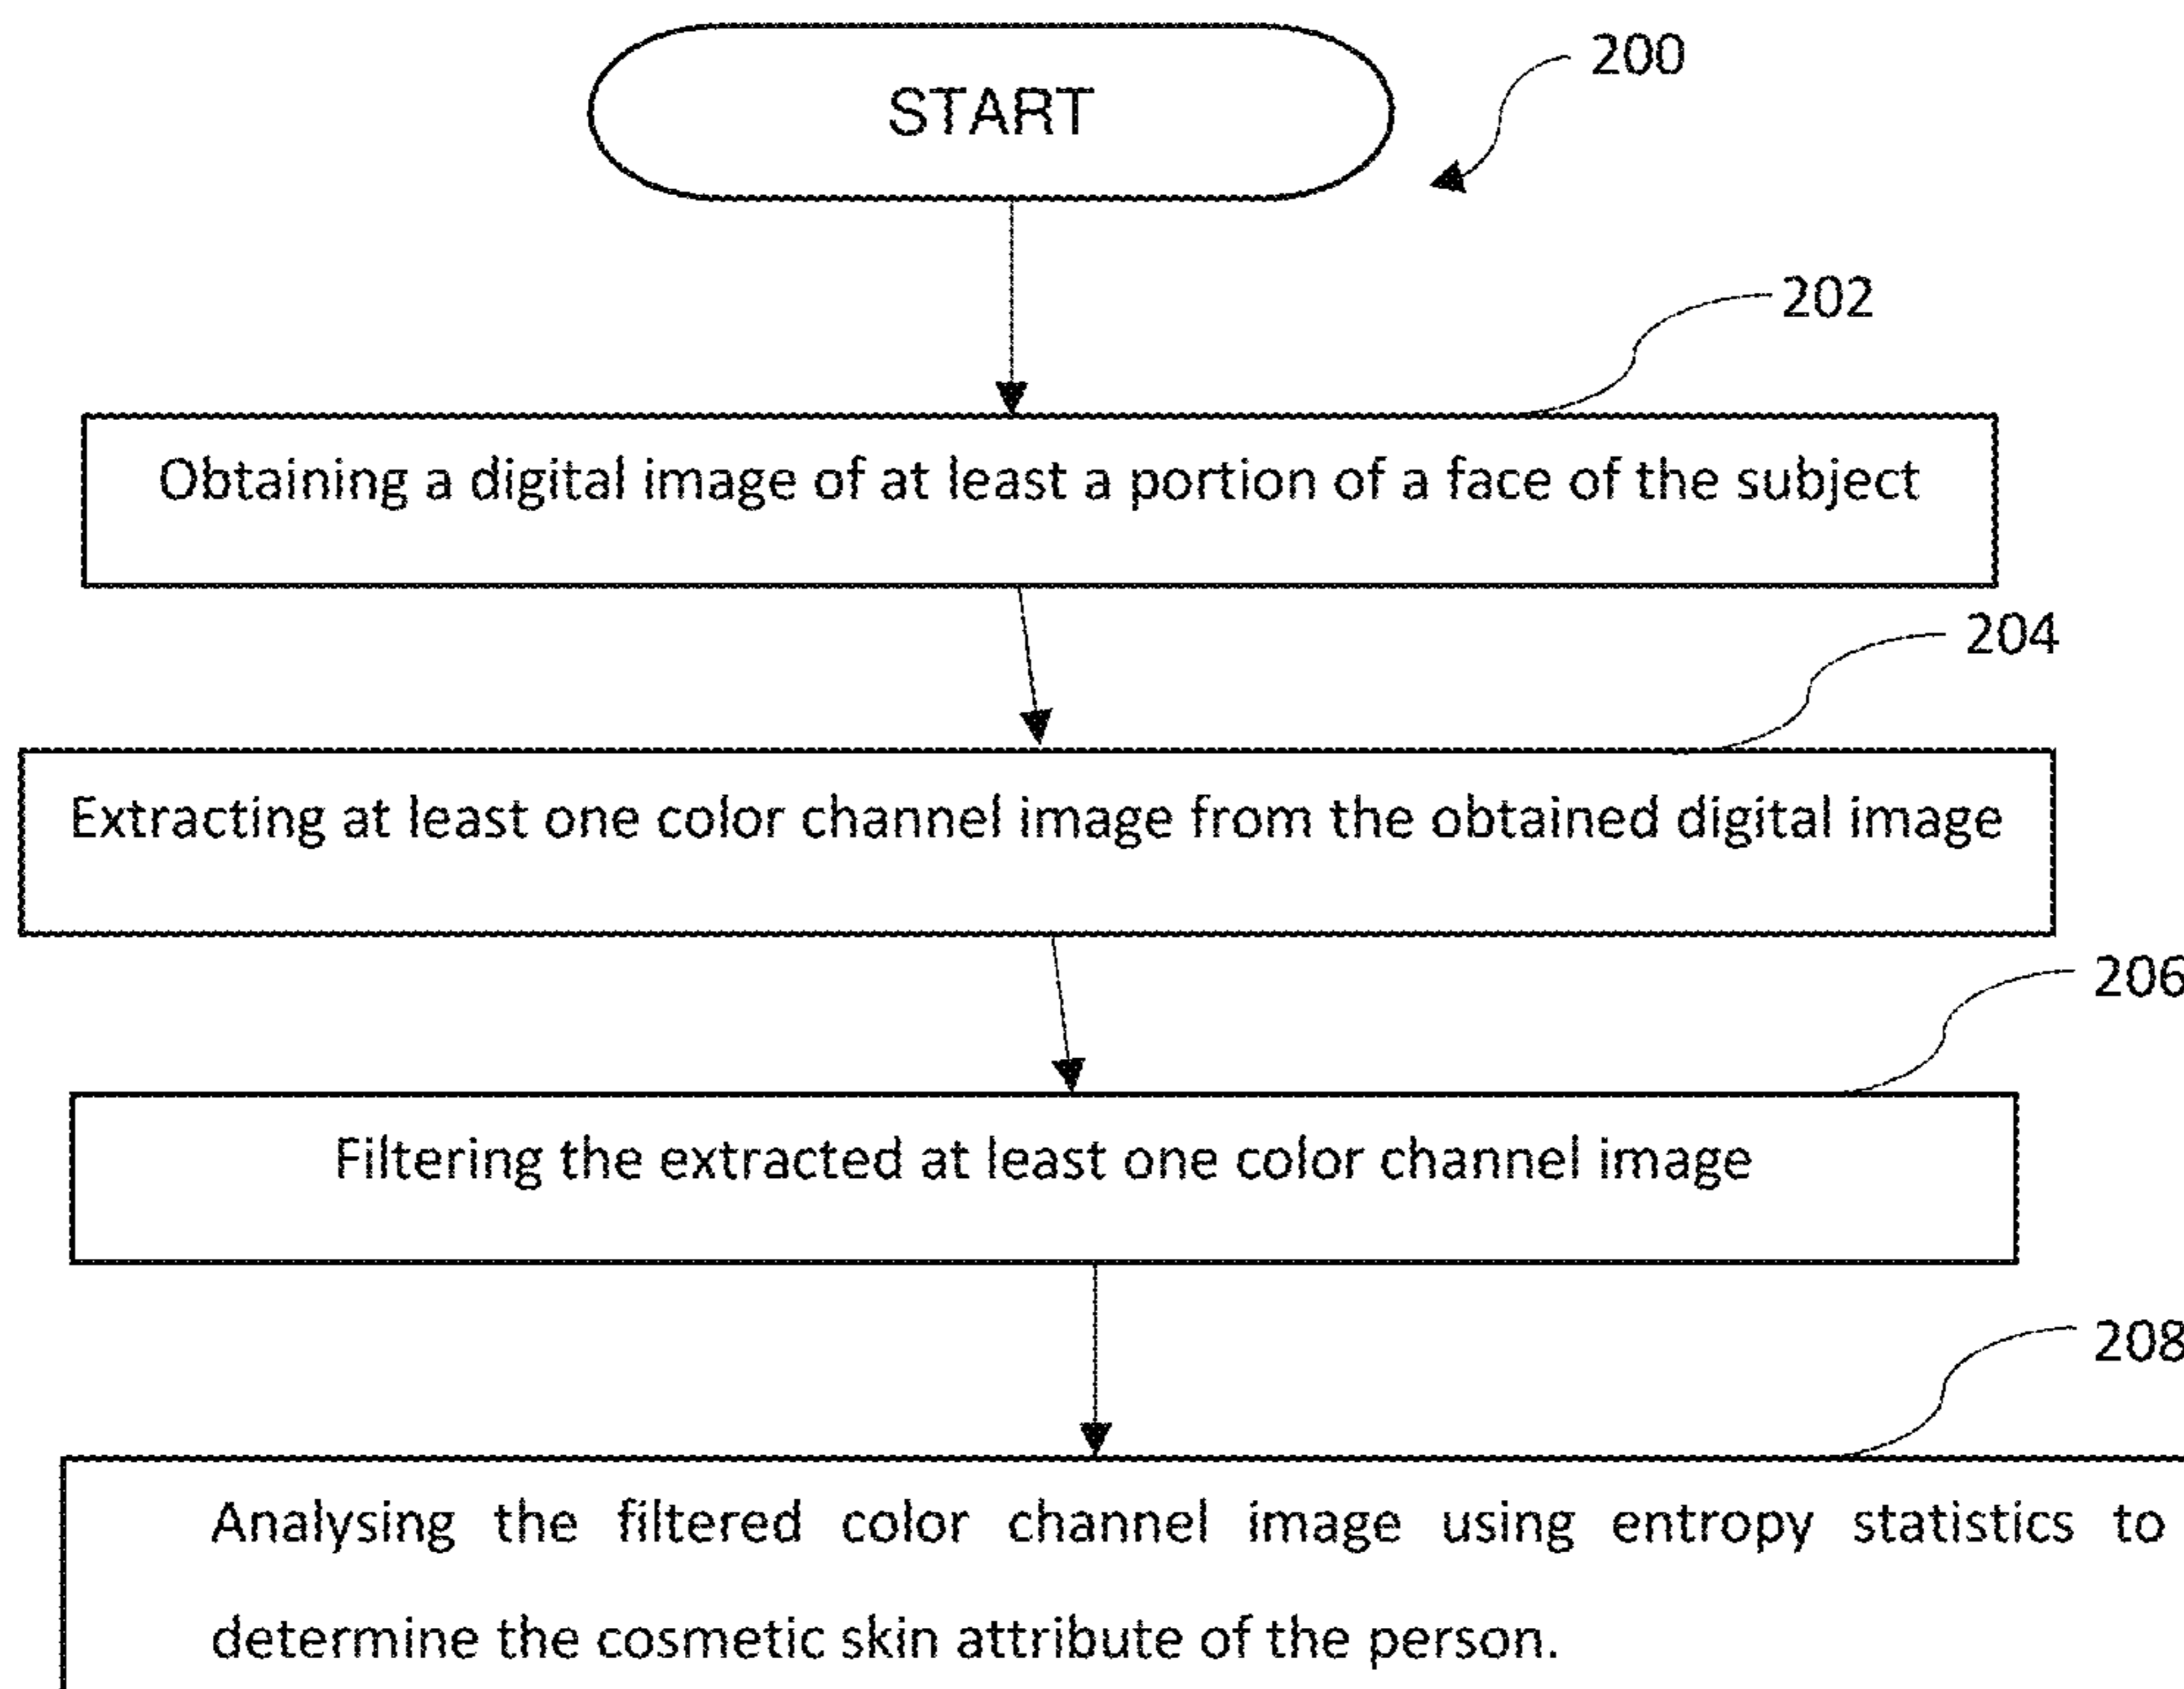 START
200
202
Obtaining a digital image of at least a portion of a face of the subject
204
Extracting at least one color channel image from the obtained digital image
206
Filtering the extracted at least one color channel image
208
Analysing the filtered color channel image using entropy statistics to
determine the cosmetic skin attribute of the person.